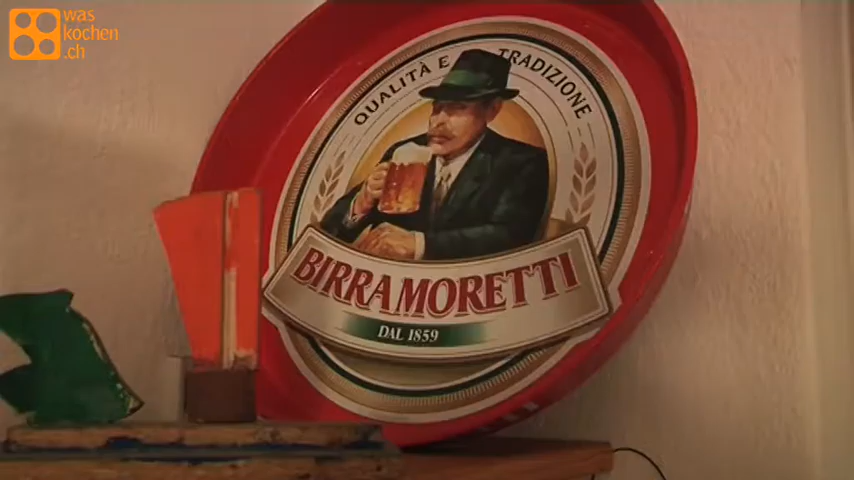 was
kochen
.ch
QUALITÀ E TRADIZIONE
BIRRA MORETTI
DAL 1859